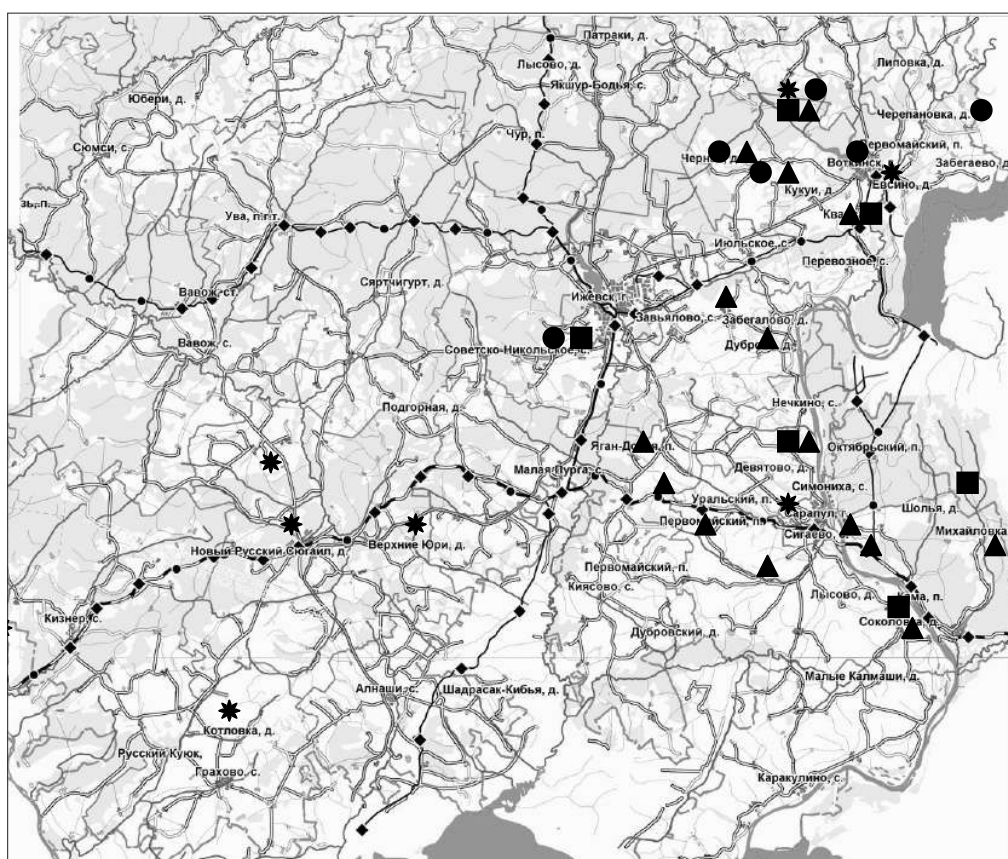 Патраки, д.
Лысово, д.
Липовка, д.
Якшур-Бодья, с.
Юбери, д.
Черепановка, д.
Чур, п.
Сюмси, с.
Первомайский, п.
Воткинск
Забегаево, д
Евсино, д.
Кукуи, д
зь, п.
Ува, п.г.т.
Июльское, с
Перевозное, с.
Сяртчигурт, д.
Вавож, ст.
Ижевск, г.
Завьялово, с.
Забегалово, д.
Вавож, с.
Советско-Никольское, с.
Нечкино, с.
Подгорная, д.
Октябрьский, п.
Малая Пурга, с.
Девятово, д.
Симониха, с.
Уральский, п.
Сарапул, г.
Шолья, д.
Первомайский, п.
Сигаево,
Михайловка
Новый Русский Сюгаил, д.
Верхние Юри, д.
Первомайский, п.
Киясово, с.
Лысово, д.
Кама, п.
Кизнер, с.
Соколовка, д.
Дубровский, д.
Малые Калмаши, д.
Алнаши, с.
Шадрасак-Кибья, д.
Котловка, д.
Русский Куюк,
Грахово, с.
Каракулино, с.